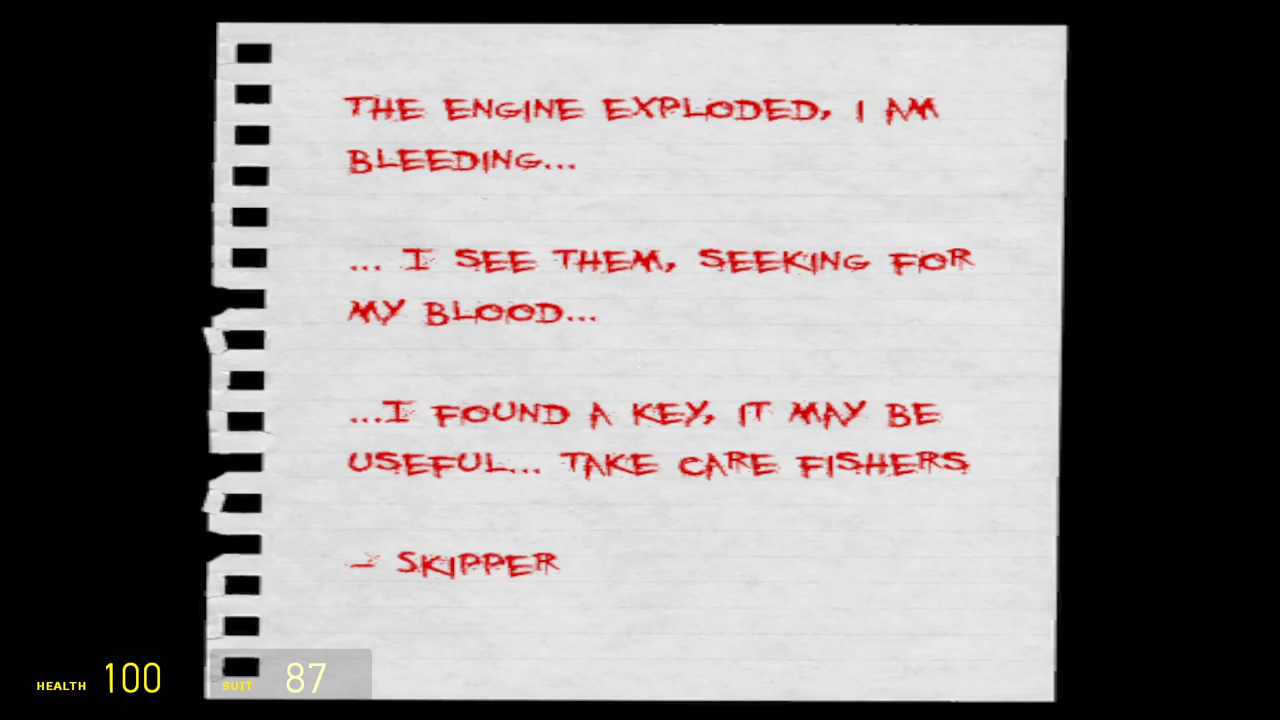 THE ENGINE EXPLODED, I AM
BLEEDING...
... I SEE THEM, SEEKING FOR
MY BLOOD...
...I FOUND A KEY, IT MAY BE
USEFUL... TAKE CARE FISHERS
- SKIPPER
HEALTH 100
SUIT 87